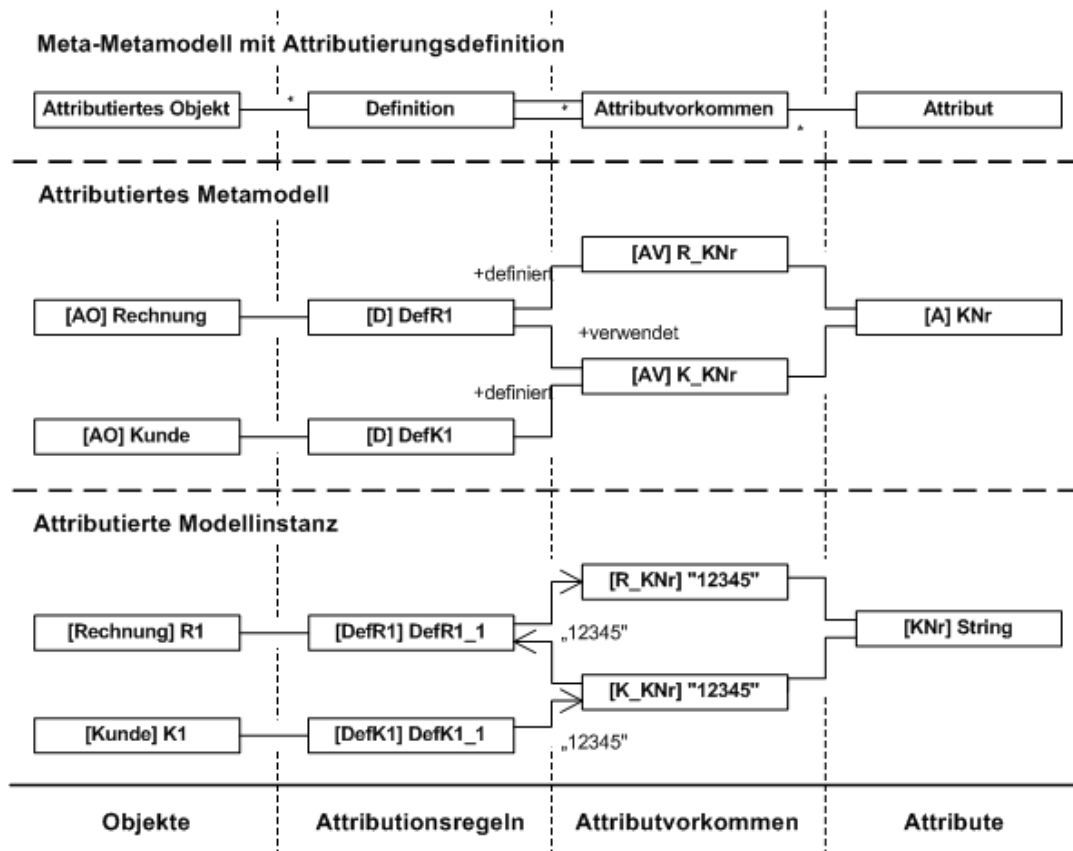 Meta-Metamodell mit Attributierungsdefinition
Attributiertes Objekt * Definition * Attributvorkommen * Attribut
Attributiertes Metamodell
[AV] R_KNr
+definiert
[AO] Rechnung [D] DefR1 [A] KNr
+verwendet
[AV] K_KNr
+definiert
[AO] Kunde [D] DefK1
Attributierte Modellinstanz
[R_KNr] "12345"
[Rechnung] R1 [DefR1] DefR1_1 „12345" [KNr] String
[K_KNr] "12345"
[Kunde] K1 [DefK1] DefK1_1 „12345"
Objekte Attributionsregeln Attributvorkommen Attribute